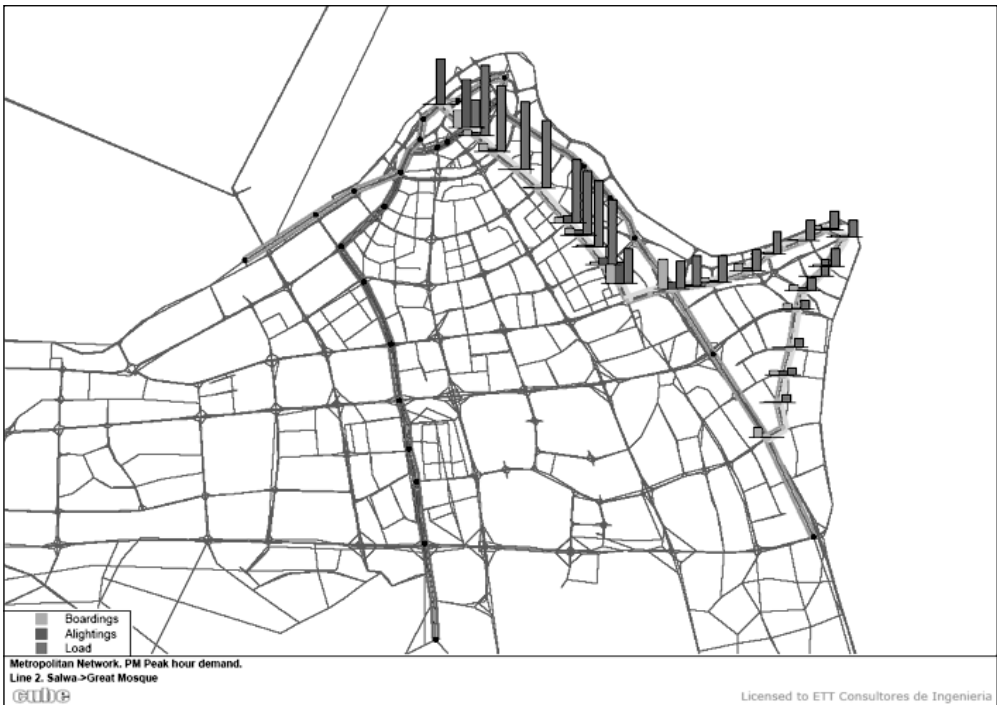 Boardings
Alightings
Load
Metropolitan Network. PM Peak hour demand.
Line 2. Salwa->Great Mosque
cube
Licensed to ETT Consultores de Ingenieria